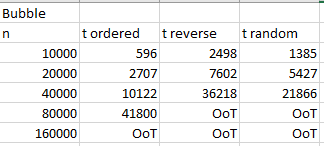 Bubble
n t ordered t reverse t random
10000 596 2498 1385
20000 2707 7602 5427
40000 10122 36218 21866
80000 41800 OoT OoT
160000 OoT OoT OoT